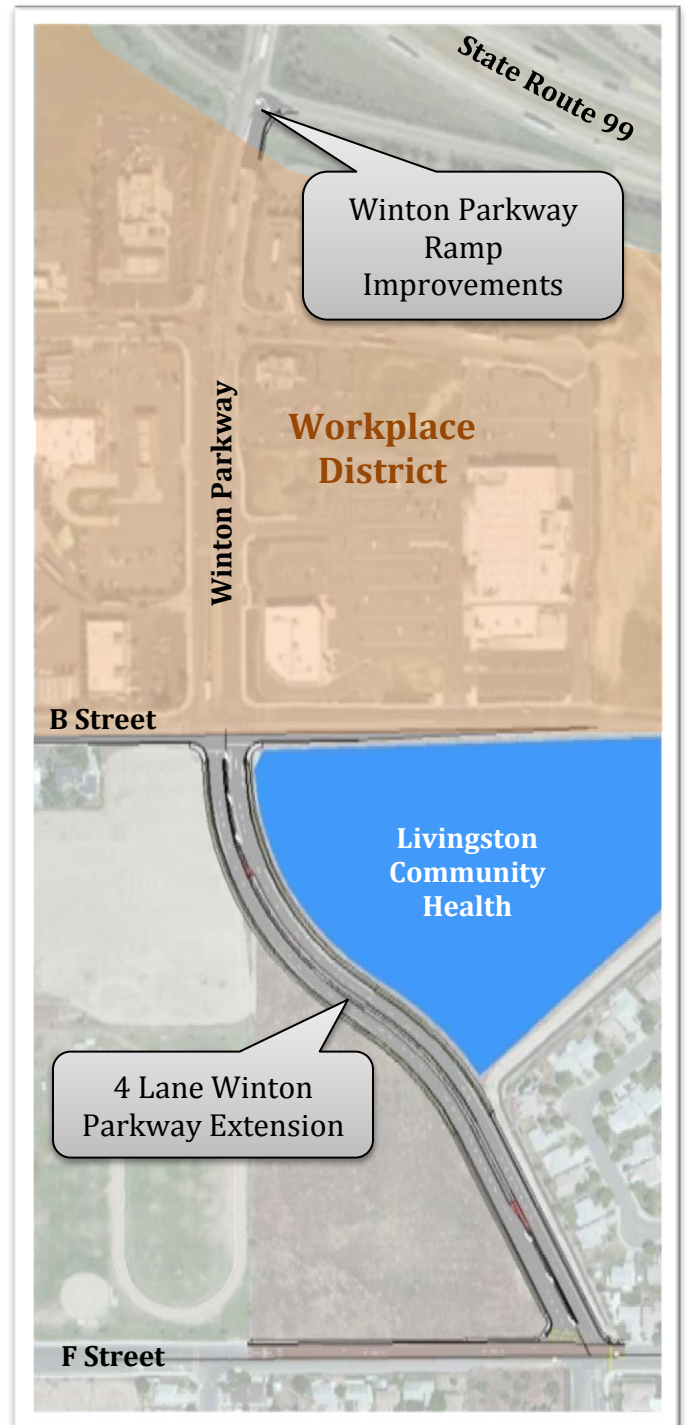 State Route 99
Winton Parkway
Ramp
Improvements
Workplace
District
Winton Parkway
B Street
Livingston
Community
Health
4 Lane Winton
Parkway Extension
F Street